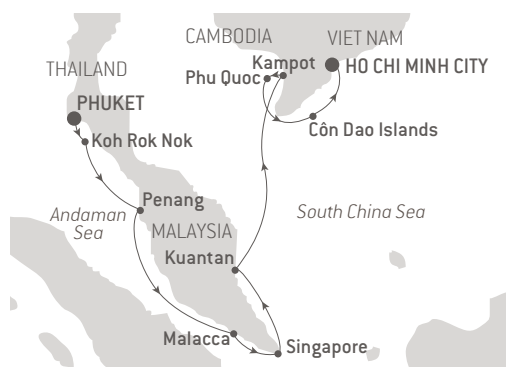 CAMBODIA
VIET NAM
Kampot
HO CHI MINH CITY
THAILAND
Phu Quoc
PHUKET
Côn Dao Islands
Koh Rok Nok
Penang
Andaman
Sea
South China Sea
MALAYSIA
Kuantan
Malacca
Singapore